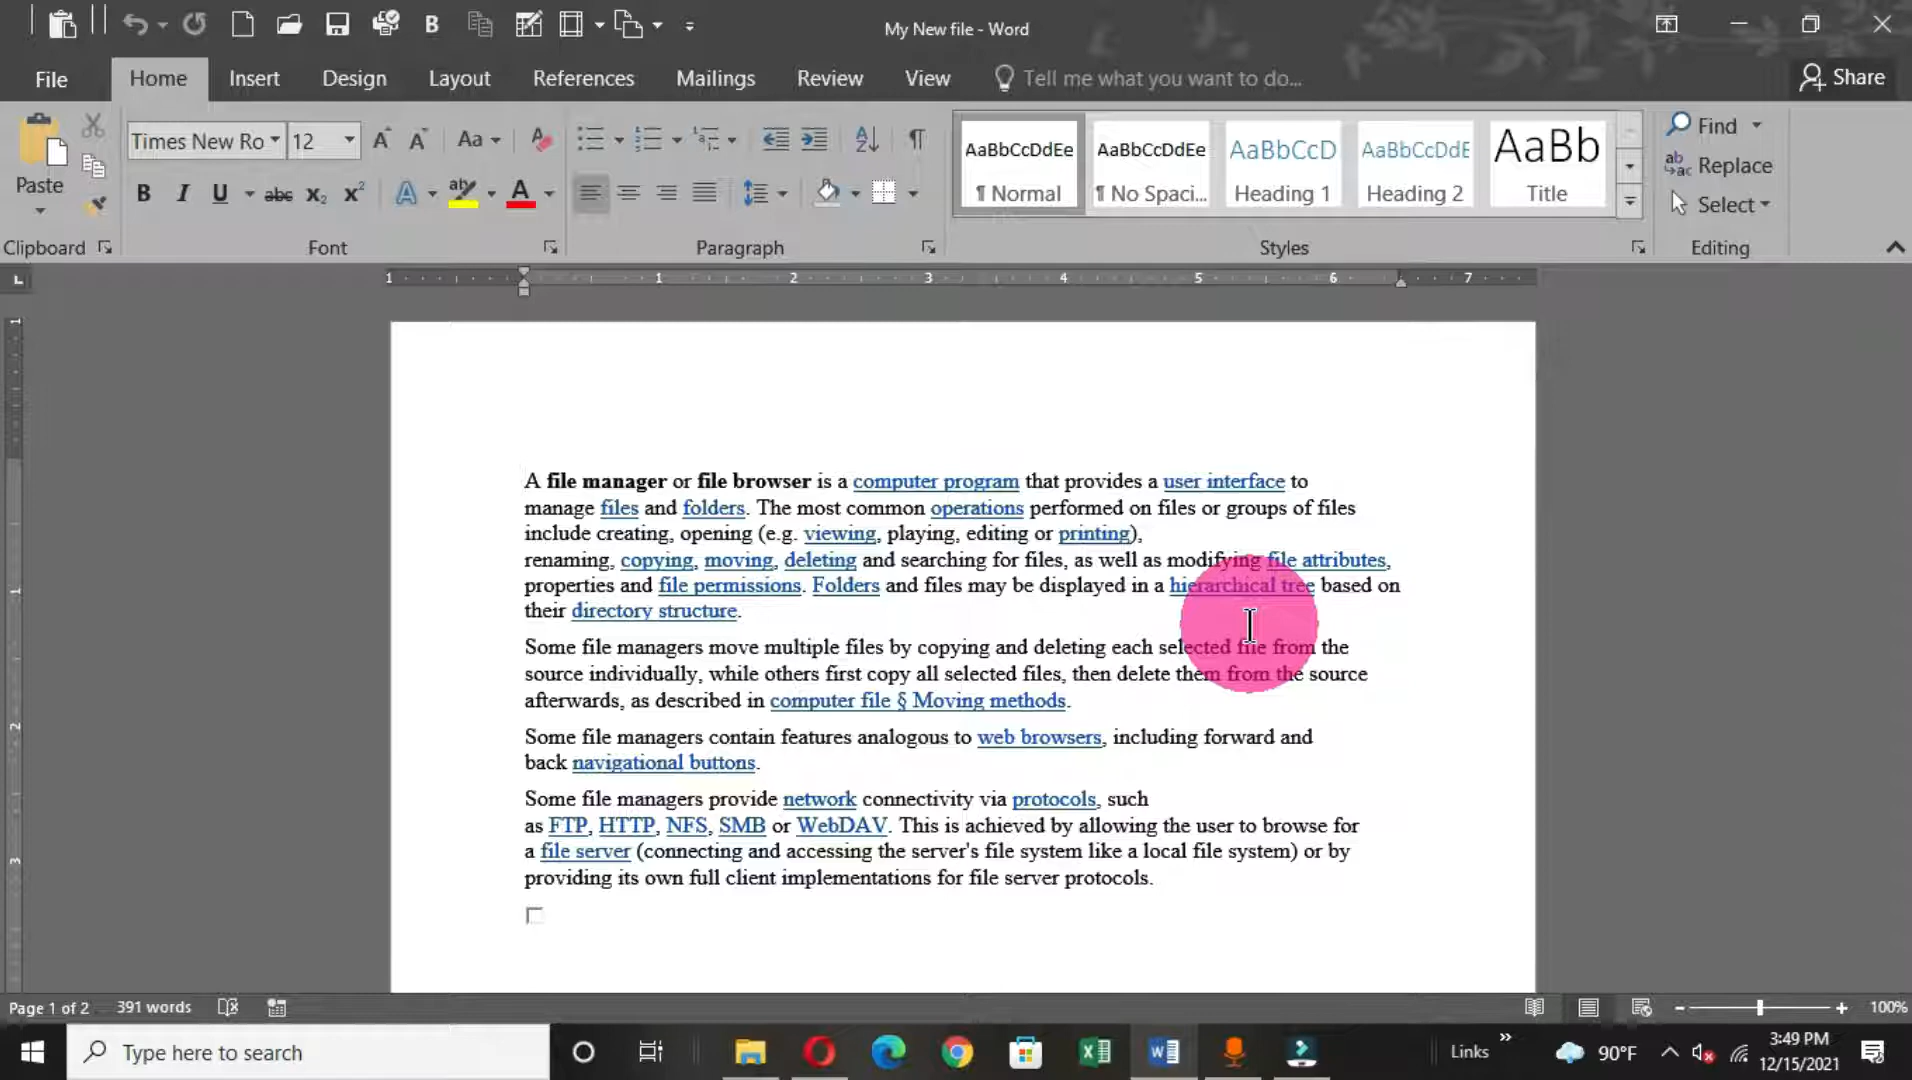 My New file - Word
File Home Insert Design Layout References Mailings Review View Tell me what you want to do... Share
Paste
Clipboard
Times New Ro 12
Font
Paragraph
AaBbCcDdEe AaBbCcDdEe AaBbCcD AaBbCcDdE AaBb
¶ Normal ¶ No Spaci... Heading 1 Heading 2 Title
Styles
Find
Replace
Select
Editing
1 1 2 3 4 5 6 7
A file manager or file browser is a computer program that provides a user interface to
manage files and folders. The most common operations performed on files or groups of files
include creating, opening (e.g. viewing, playing, editing or printing),
renaming, copying, moving, deleting and searching for files, as well as modifying file attributes,
properties and file permissions. Folders and files may be displayed in a hierarchical tree based on
their directory structure.
Some file managers move multiple files by copying and deleting each selected file from the
source individually, while others first copy all selected files, then delete them from the source
afterwards, as described in computer file § Moving methods.
Some file managers contain features analogous to web browsers, including forward and
back navigational buttons.
Some file managers provide network connectivity via protocols, such
as FTP, HTTP, NFS, SMB or WebDAV. This is achieved by allowing the user to browse for
a file server (connecting and accessing the server's file system like a local file system) or by
providing its own full client implementations for file server protocols.
Page 1 of 2 391 words 100%
Type here to search
Links 90°F 3:49 PM
12/15/2021